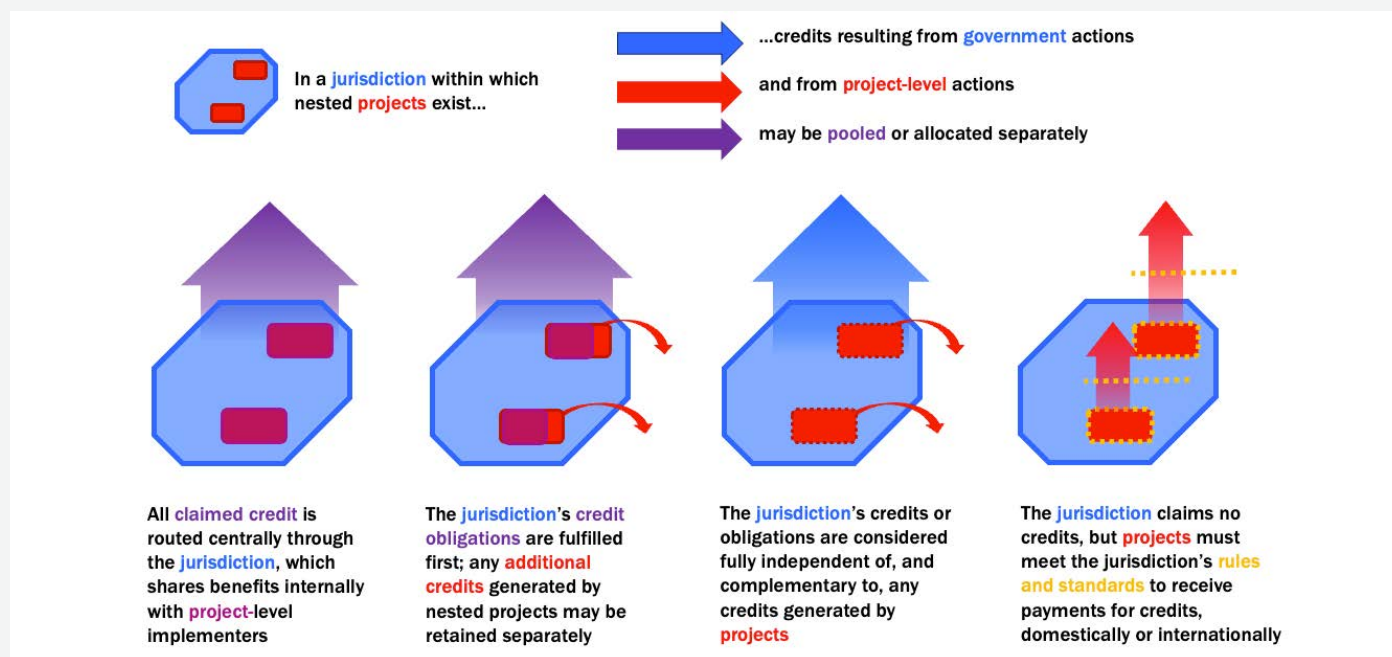 In a jurisdiction within which
nested projects exist...
...credits resulting from government actions
and from project-level actions
may be pooled or allocated separately
All claimed credit is
routed centrally through
the jurisdiction, which
shares benefits internally
with project-level
implementers
The jurisdiction's credit
obligations are fulfilled
first; any additional
credits generated by
nested projects may be
retained separately
The jurisdiction's credits or
obligations are considered
fully independent of, and
complementary to, any
credits generated by
projects
The jurisdiction claims no
credits, but projects must
meet the jurisdiction's rules
and standards to receive
payments for credits,
domestically or internationally